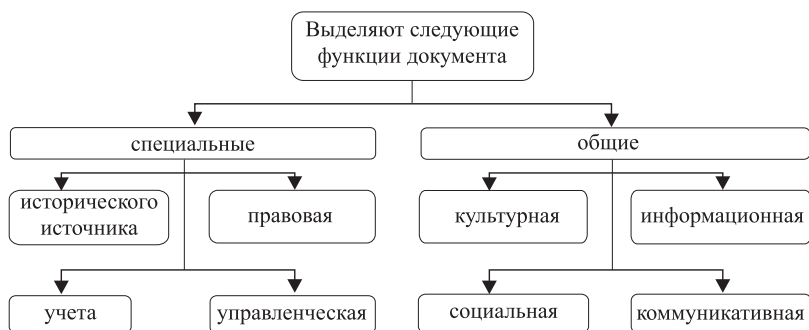 Выделяют следующие
функции документа
специальные
общие
исторического
источника
правовая
культурная
информационная
учета
управленческая
социальная
коммуникативная